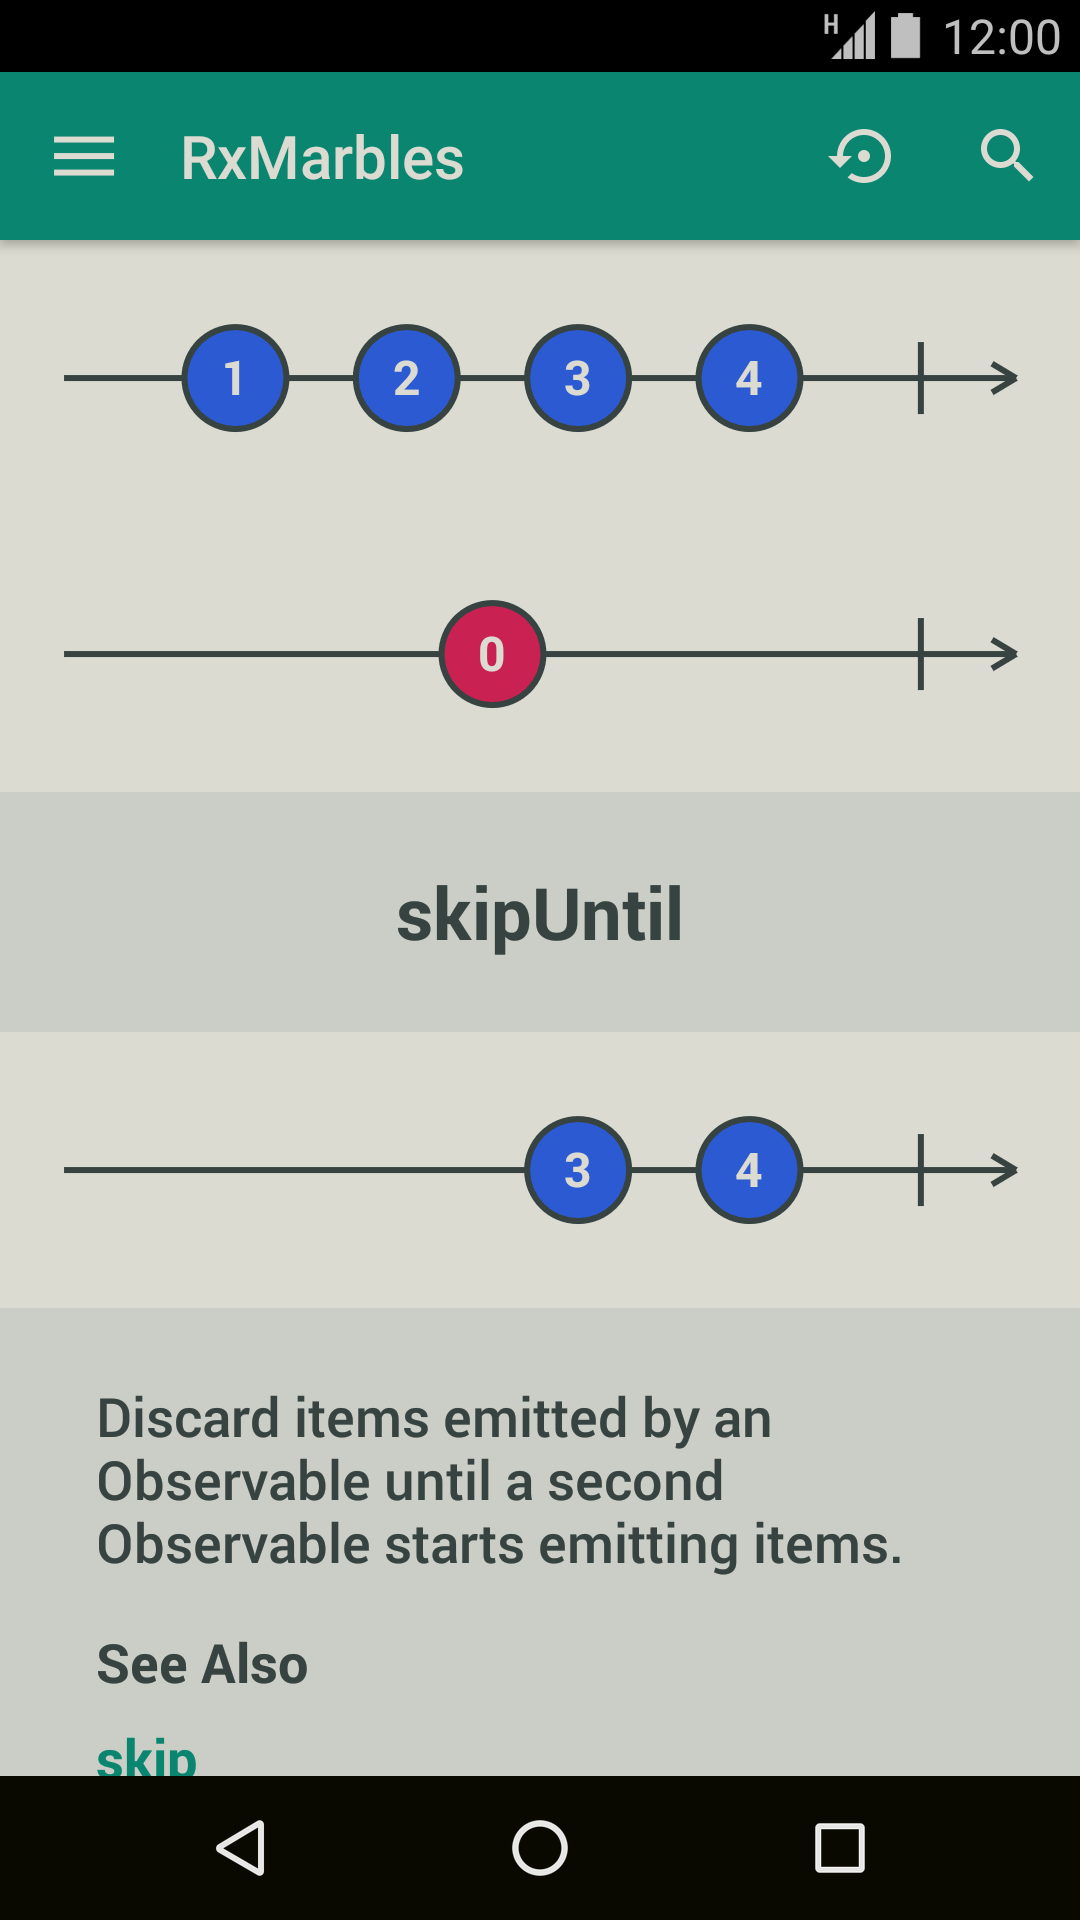 H 12:00
RxMarbles
1 2 3 4
0
skipUntil
3 4
Discard items emitted by an
Observable until a second
Observable starts emitting items.
See Also
skip